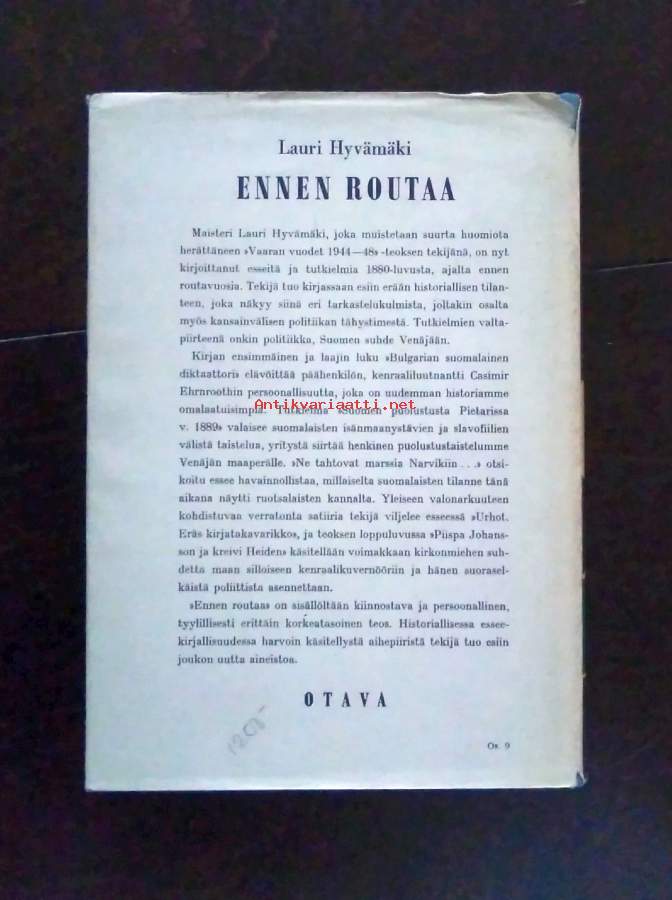 Lauri Hyvämäki
ENNEN ROUTAA
Maisteri Lauri Hyvämäki, joka muistetaan suurta huomiota
herättäneen »Vaaran vuodet 1944—48» -teoksen tekijänä, on nyt
kirjoittanut esseitä ja tutkielmia 1880-luvusta, ajalta ennen
routavuosia. Tekijä tuo kirjassaan esiin erään historiallisen tilan-
teen, joka näkyy siinä eri tarkastelukulmista, joltakin osalta
myös kansainvälisen politiikan tähystimestä. Tutkielmien valta-
piirteenä onkin politiikka, Suomen suhde Venäjään.
Kirjan ensimmäinen ja laajin luku »Bulgarian suomalainen
diktaattori» elävöittää päähenkilön, kenraaliluutnantti Casimir
Ehrnroothin persoonallisuutta, joka on uudemman historiamme
omalaatuisimpia. Tutkielma »Suomen puolustusta Pietarissa
Antikvariaatti.net
v. 1889» valaisee suomalaisten isänmaanystävien ja slavofiilien
välistä taistelua, yritystä siirtää henkinen puolustustaistelumme
Venäjän maaperälle. »Ne tahtovat marssia Narvikiin . . .» otsi-
koitu essee havainnollistaa, millaiselta suomalaisten tilanne tänä
aikana näytti ruotsalaisten kannalta. Yleiseen valonarkuuteen
kohdistuvaa verratonta satiiria tekijä viljelee esseessä »Urhot.
Eräs kirjatakavarikko», ja teoksen loppuluvussa »Piispa Johans-
son ja kreivi Heiden» käsitellään voimakkaan kirkonmiehen suh-
detta maan silloiseen kenraalikuvernööriin ja hänen suorasel-
käistä poliittista asennettaan.
»Ennen routaa» on sisällöltään kiinnostava ja persoonallinen,
tyylillisesti erittäin korkeatasoinen teos. Historiallisessa essee-
kirjallisuudessa harvoin käsitellystä aihepiiristä tekijä tuo esiin
joukon uutta aineistoa.
OTAVA
Os. 9